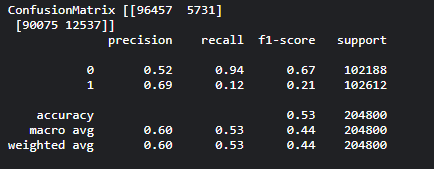 ConfusionMatrix [[96457 5731]
[90075 12537]]
precision recall f1-score support
0 0.52 0.94 0.67 102188
1 0.69 0.12 0.21 102612
accuracy 0.53 204800
macro avg 0.60 0.53 0.44 204800
weighted avg 0.60 0.53 0.44 204800